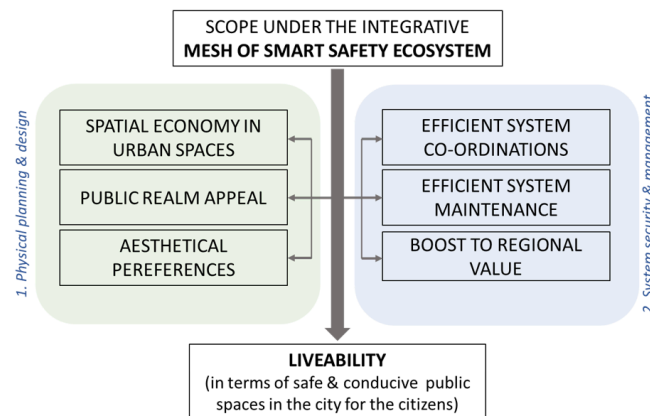 SCOPE UNDER THE INTEGRATIVE
MESH OF SMART SAFETY ECOSYSTEM
1. Physical planning & design
SPATIAL ECONOMY IN
URBAN SPACES
PUBLIC REALM APPEAL
AESTHETICAL
PEREFERENCES
EFFICIENT SYSTEM
CO-ORDINATIONS
EFFICIENT SYSTEM
MAINTENANCE
BOOST TO REGIONAL
VALUE
2. System security & management
LIVEABILITY
(in terms of safe & conducive public
spaces in the city for the citizens)